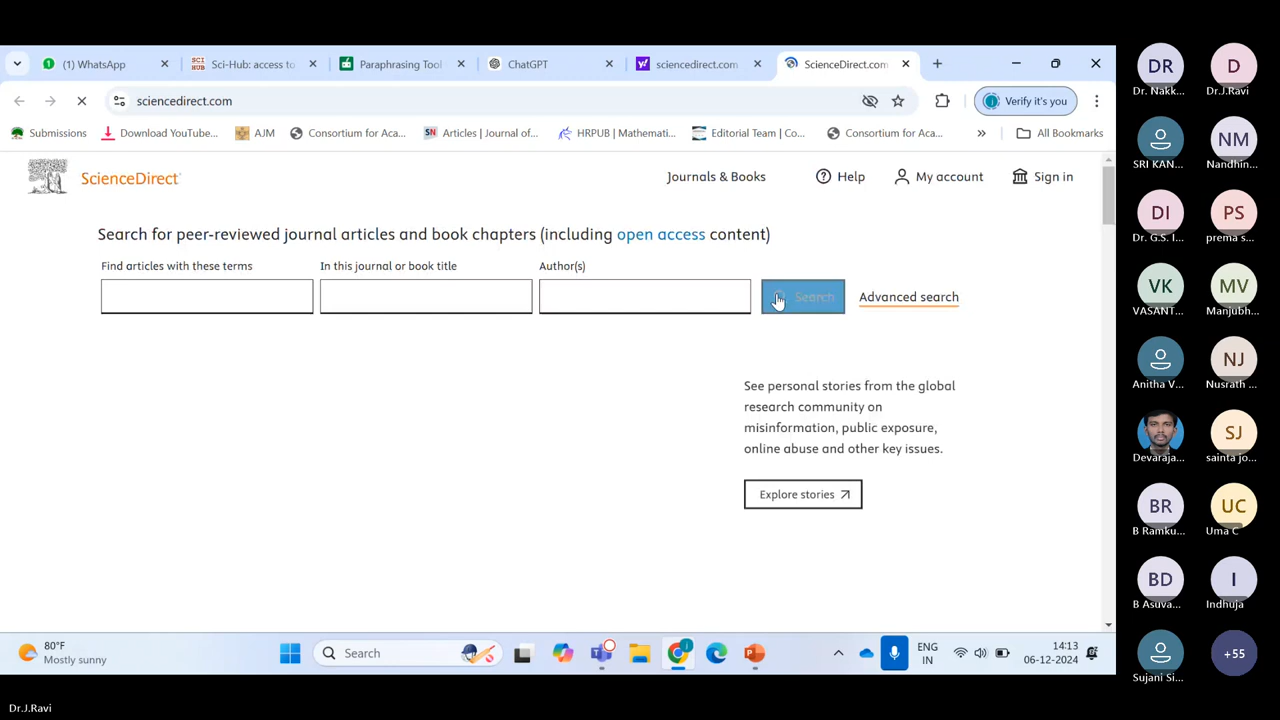 (1) WhatsApp
SCI
HUB
Sci-Hub: access to
Paraphrasing Tool
ChatGPT
sciencedirect.com
ScienceDirect.com
sciencedirect.com
Verify it's you
Submissions
Download YouTube...
AJM
Consortium for Aca...
SN
Articles | Journal of...
HRPUB | Mathemati...
Editorial Team | Co...
Consortium for Aca...
»
All Bookmarks
ScienceDirect
Journals & Books
Help
My account
Sign in
Search for peer-reviewed journal articles and book chapters (including open access content)
Find articles with these terms
In this journal or book title
Author(s)
Search
Advanced search
See personal stories from the global
research community on
misinformation, public exposure,
online abuse and other key issues.
Explore stories
80°F
Mostly sunny
Search
ENG
IN
14:13
06-12-2024
DR
Dr. Nakk...
D
Dr.J.Ravi
SRI KAN...
NM
Nandhin...
DI
Dr. G.S. I...
PS
prema s...
VK
VASANT...
MV
Manjubh...
Anitha V...
NJ
Nusrath ...
Devaraja...
SJ
sainta jo...
BR
B Ramku...
UC
Uma C
BD
B Asuva...
I
Indhuja
Sujani Si...
+55
Dr.J.Ravi